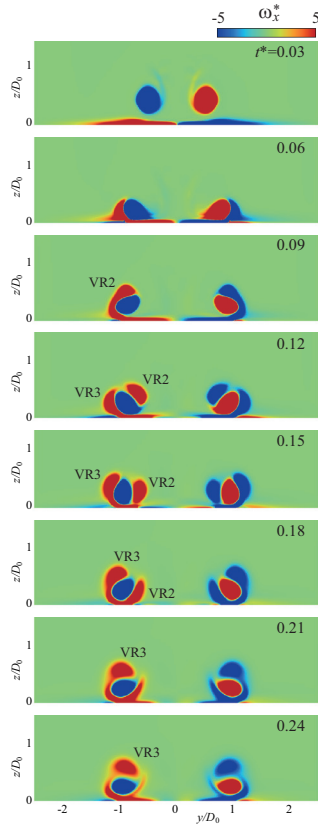 -5 ω*x 5
t*=0.03
z/D0
1
0
0.06
z/D0
1
0
0.09
VR2
z/D0
1
0
0.12
VR2
VR3
z/D0
1
0
0.15
VR3
VR2
z/D0
1
0
0.18
VR3
VR2
z/D0
1
0
0.21
VR3
z/D0
1
0
0.24
VR3
z/D0
1
0
-2 -1 0 1 2
y/D0